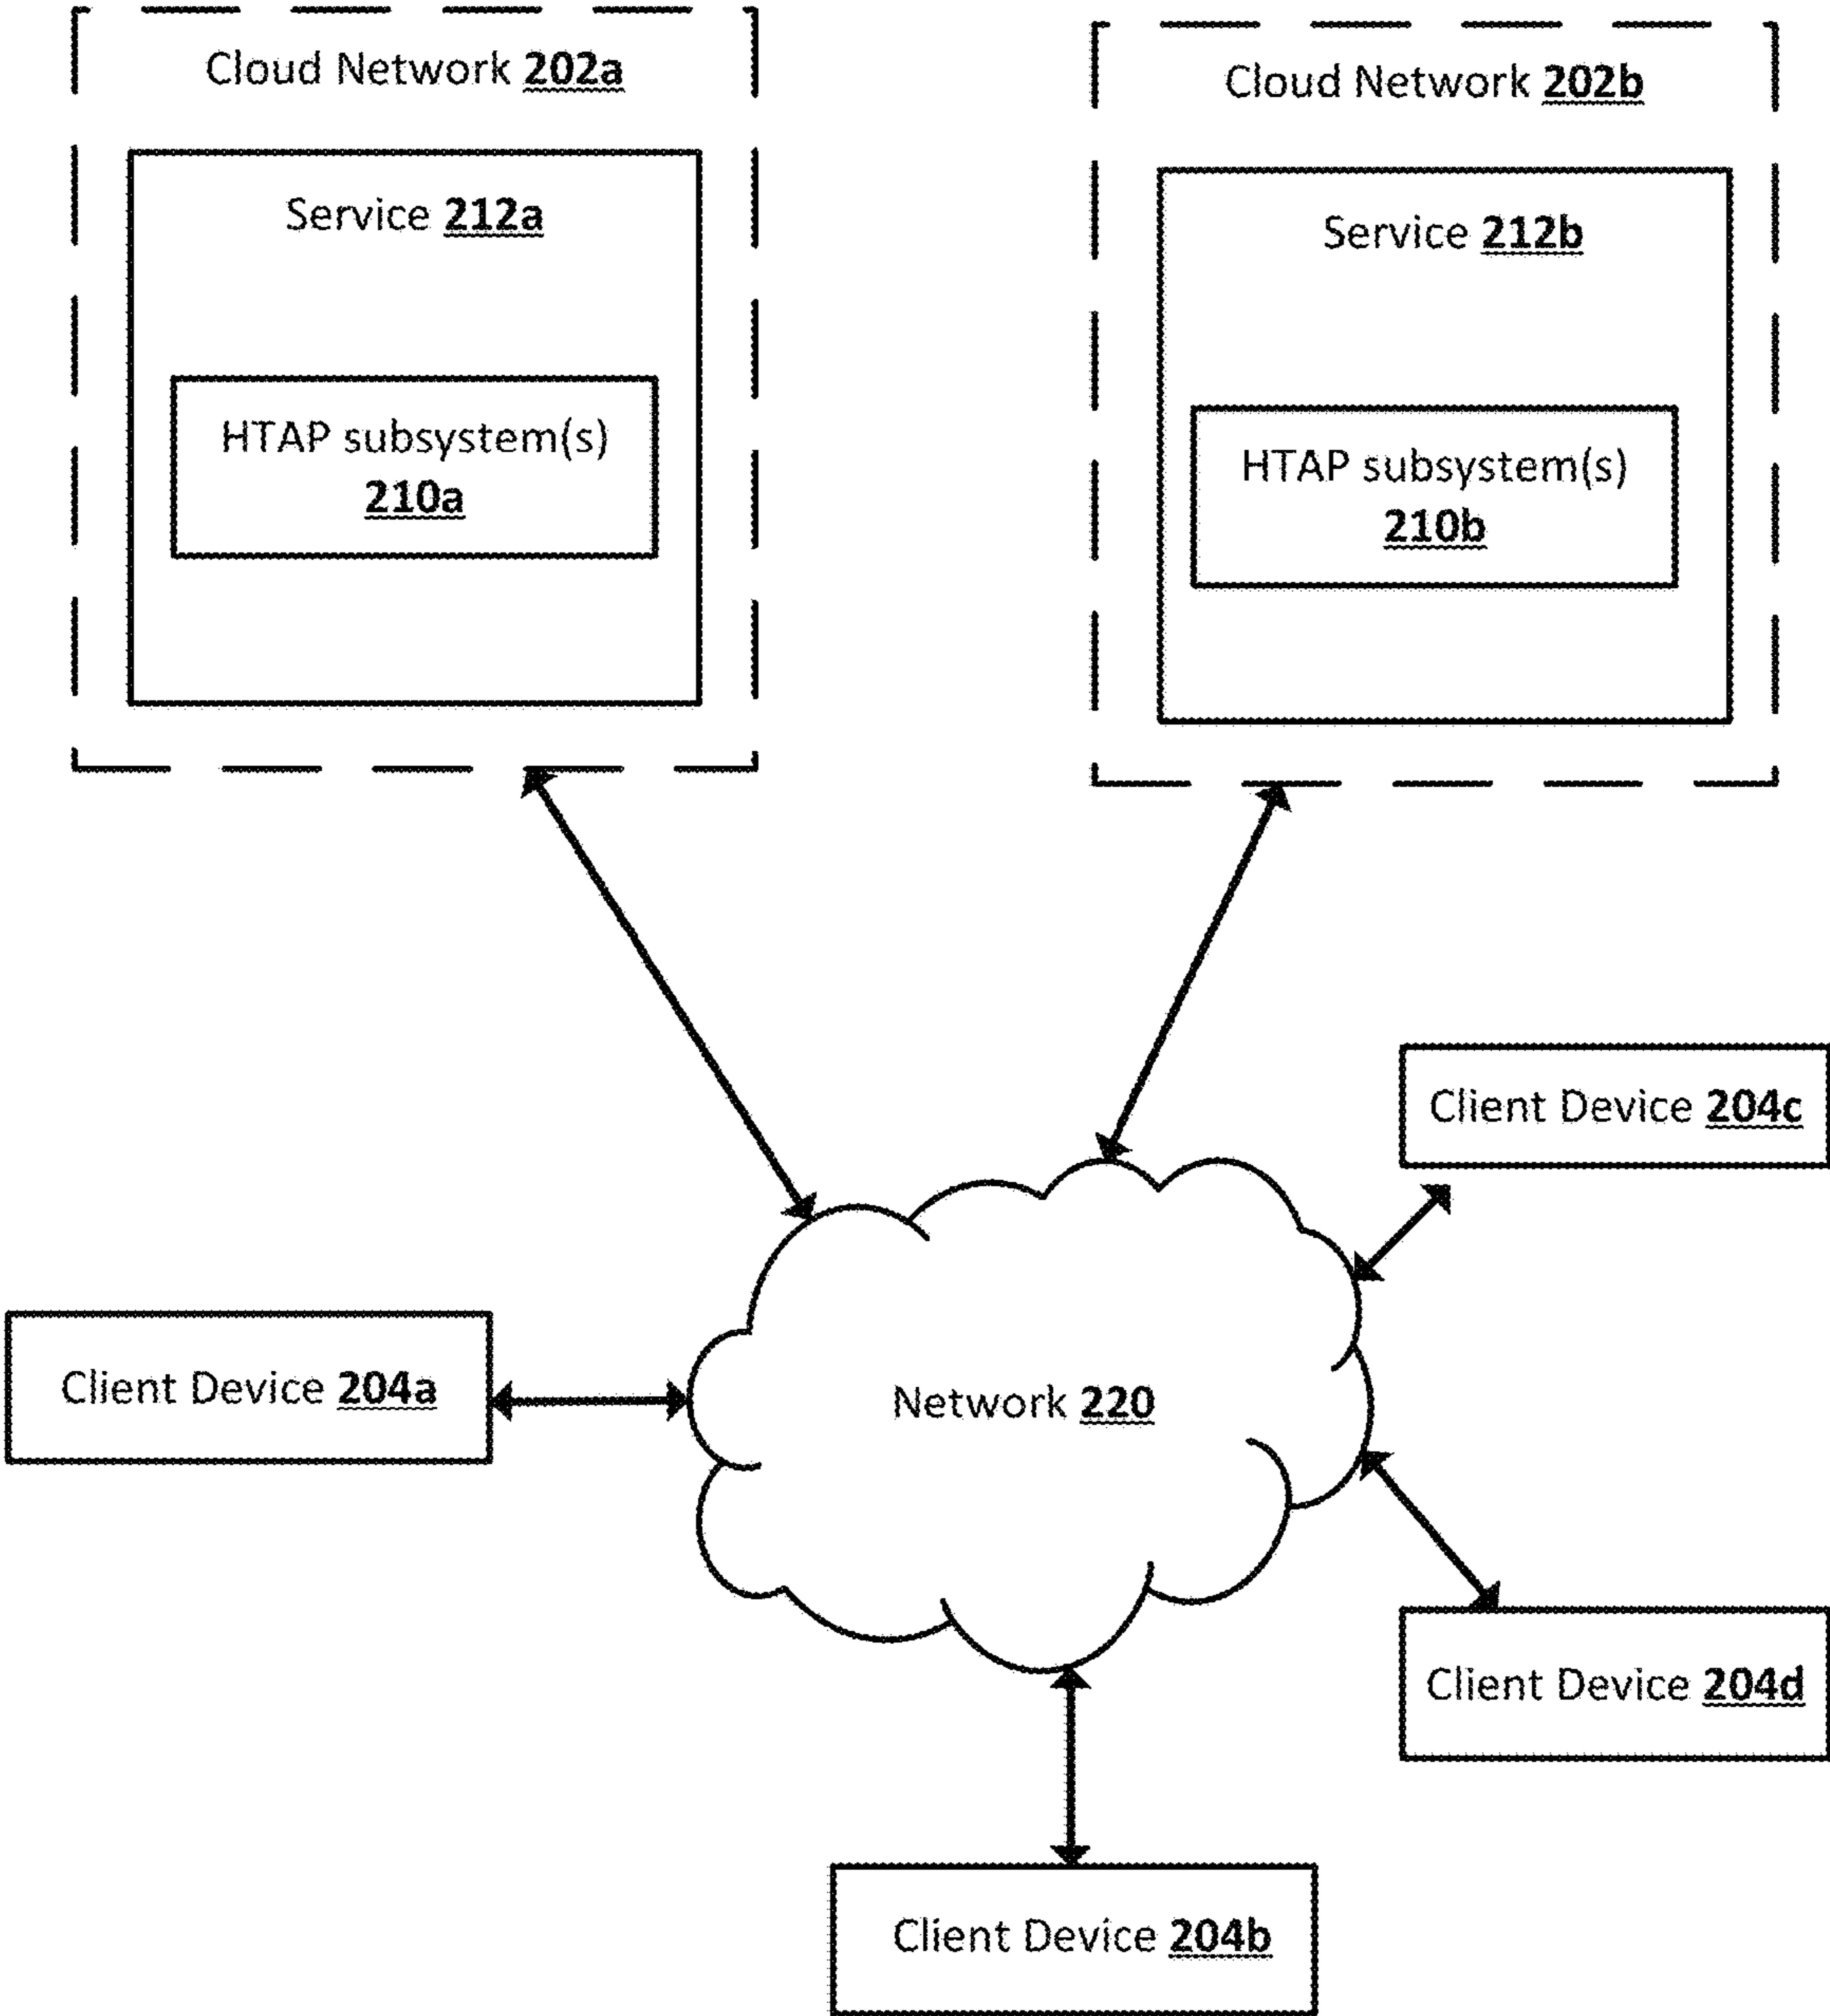 Cloud Network 202a
Service 212a
HTAP subsystem(s)
210a
Cloud Network 202b
Service 212b
HTAP subsystem(s)
210b
Client Device 204c
Client Device 204a
Network 220
Client Device 204d
Client Device 204b